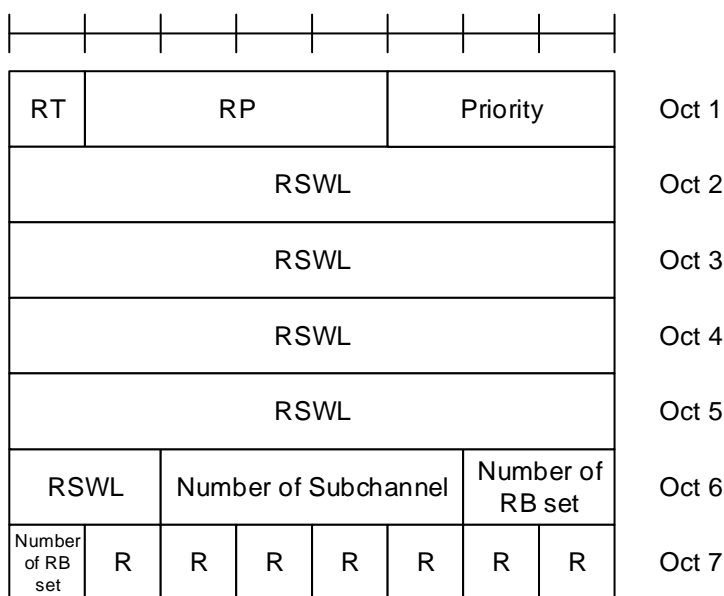 RT RP Priority Oct 1
RSWL Oct 2
RSWL Oct 3
RSWL Oct 4
RSWL Oct 5
RSWL Number of Subchannel Number of RB set Oct 6
Number of RB set R R R R R R R Oct 7